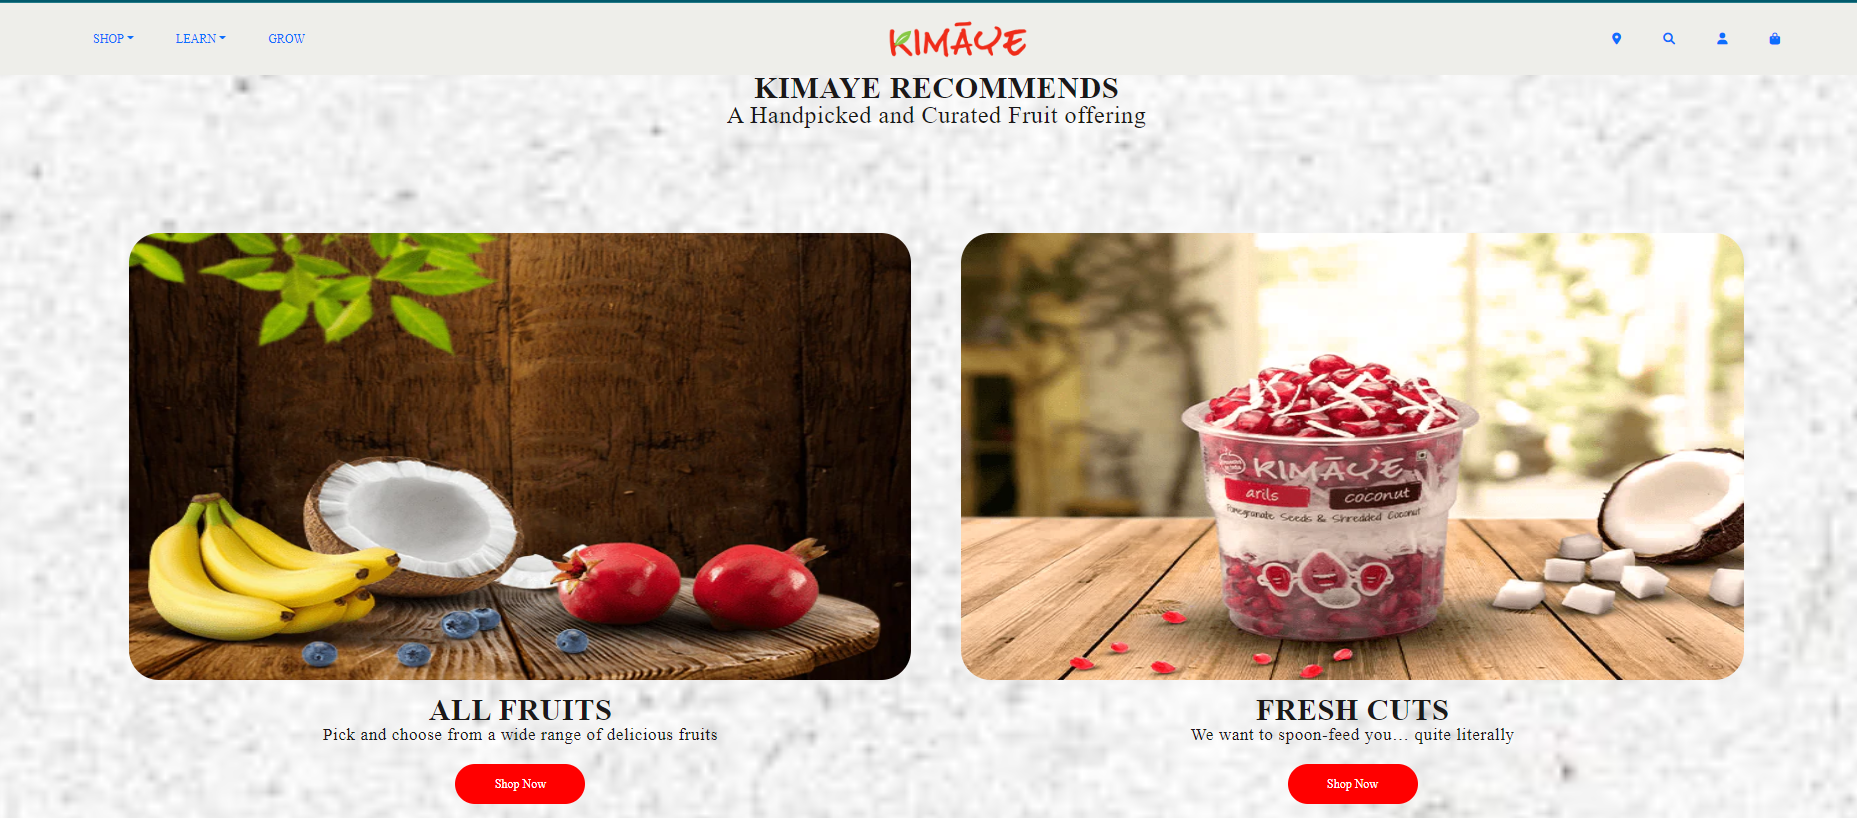 SHOP
LEARN
GROW
KIMĀYE
KIMAYE RECOMMENDS
A Handpicked and Curated Fruit offering
KIMĀYE
arils
coconut
Pomegranate Seeds & Shredded Coconut
ALL FRUITS
Pick and choose from a wide range of delicious fruits
Shop Now
FRESH CUTS
We want to spoon-feed you... quite literally
Shop Now